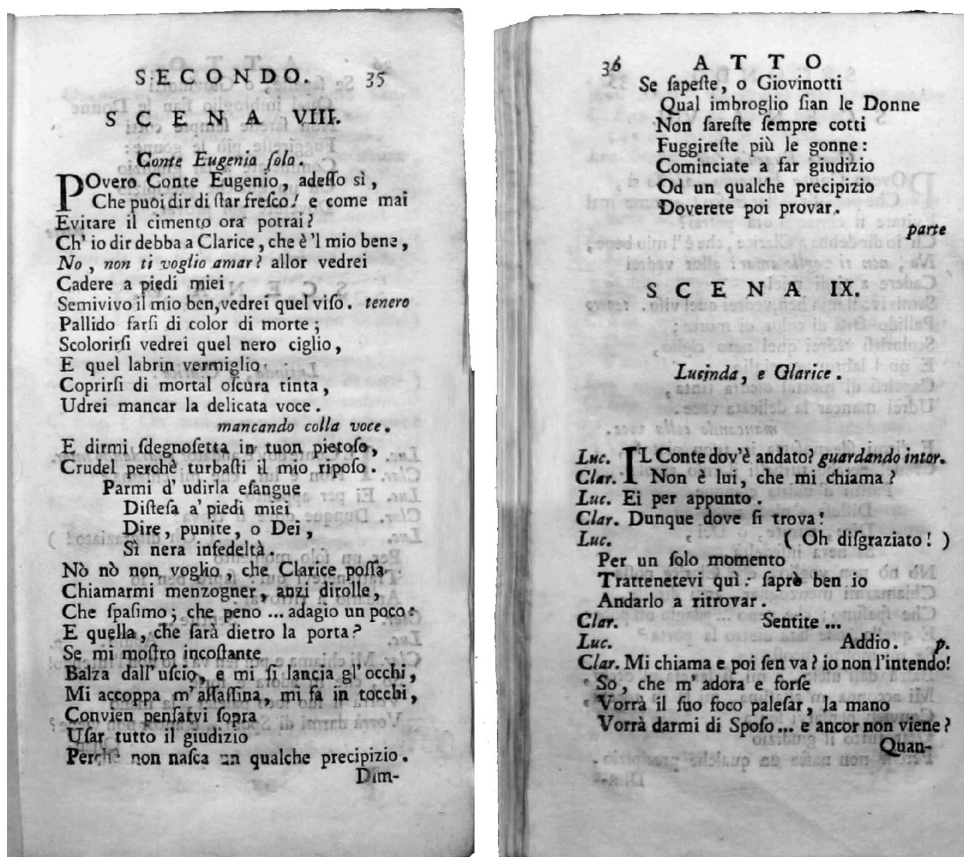 SECONDO. 35
SCENA VIII.
Conte Eugenio ſolo.
POvero Conte Eugenio, adeſſo sì,
Che puoi dir di ſtar freſco! e come mai
Evitare il cimento ora potrai?
Ch' io dir debba a Clarice, che è 'l mio bene,
No, non ti voglio amar? allor vedrei
Cadere a piedi miei
Semivivo il mio ben, vedrei quel viſo. tenero
Pallido farſi di color di morte;
Scolorirſi vedrei quel nero ciglio,
E quel labrin vermiglio
Coprirſi di mortal oſcura tinta,
Udrei mancar la delicata voce.
mancando colla voce.
E dirmi ſdegnoſetta in tuon pietoſo,
Crudel perchè turbaſti il mio ripoſo.
Parmi d' udirla eſangue
Diſteſa a' piedi miei
Dire, punite, o Dei,
Sì nera infedeltà.
Nò nò non voglio, che Clarice poſſa
Chiamarmi menzogner, anzi dirolle,
Che ſpaſimo; che peno ... adagio un poco:
E quella, che ſarà dietro la porta?
Se mi moſtro incoſtante
Balza dall' uſcio, e mi ſi lancia gl' occhi,
Mi accoppa m' aſſaſſina, mi fa in tocchi,
Convien penſarvi ſopra
Uſar tutto il giudizio
Perchè non naſca un qualche precipizio.
Dim-
36 ATTO
Se ſapeſte, o Giovinotti
Qual imbroglio ſian le Donne
Non ſareſte ſempre cotti
Fuggireſte più le gonne:
Cominciate a far giudizio
Od un qualche precipizio
Doverete poi provar.
parte
SCENA IX.
Lucinda, e Clarice.
Luc. IL Conte dov'è andato? guardando intor.
Clar. Non è lui, che mi chiama?
Luc. Ei per appunto.
Clar. Dunque dove ſi trova!
Luc. ( Oh diſgraziato! )
Per un ſolo momento
Trattenetevi quì: ſaprò ben io
Andarlo a ritrovar.
Clar. Sentite ...
Luc. Addio. p.
Clar. Mi chiama e poi ſen va? io non l'intendo!
So, che m' adora e forſe
Vorrà il ſuo foco paleſar, la mano
Vorrà darmi di Spoſo ... e ancor non viene?
Quan-